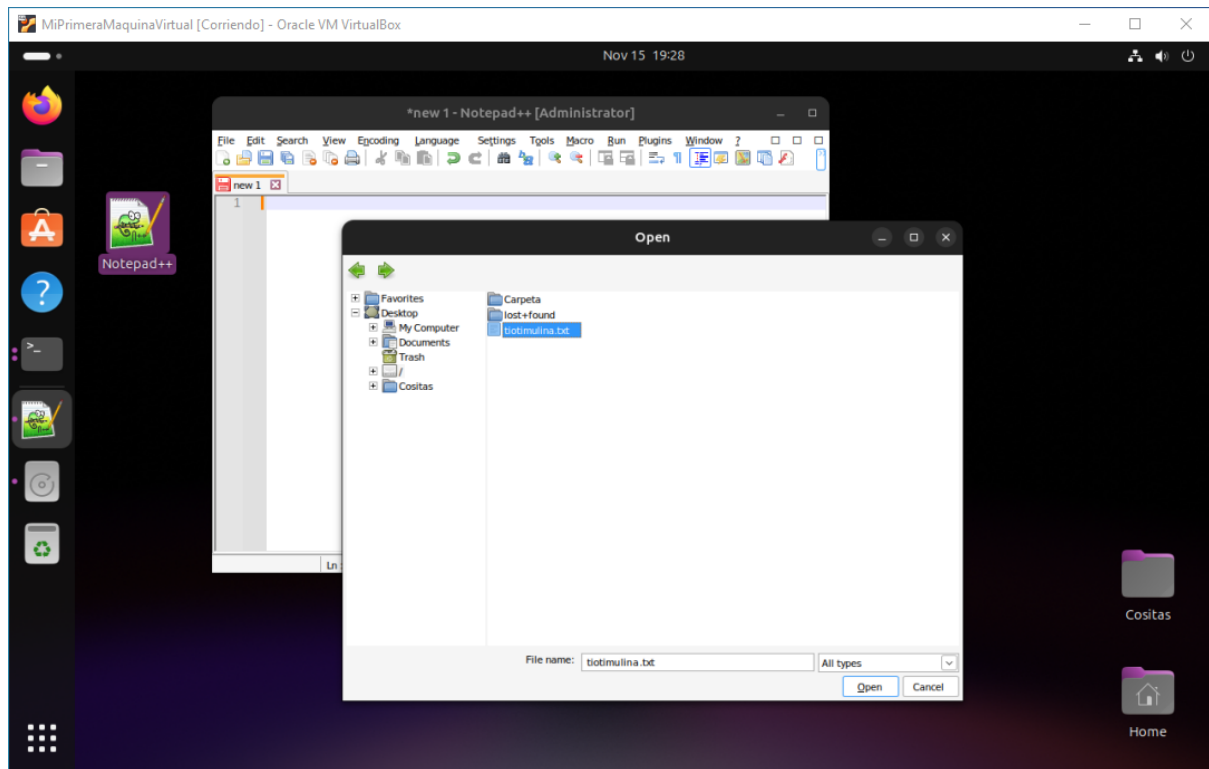 MiPrimeraMaquinaVirtual [Corriendo] - Oracle VM VirtualBox
Nov 15 19:28
*new 1 - Notepad++ [Administrator]
File Edit Search View Encoding Language Settings Tools Macro Run Plugins Window ?
new 1
1
Notepad++
Open
Favorites
Desktop
My Computer
Documents
Trash
/
Cositas
Carpeta
lost+found
tiotimulina.txt
Ln :
File name: tiotimulina.txt All types
Open Cancel
Cositas
Home